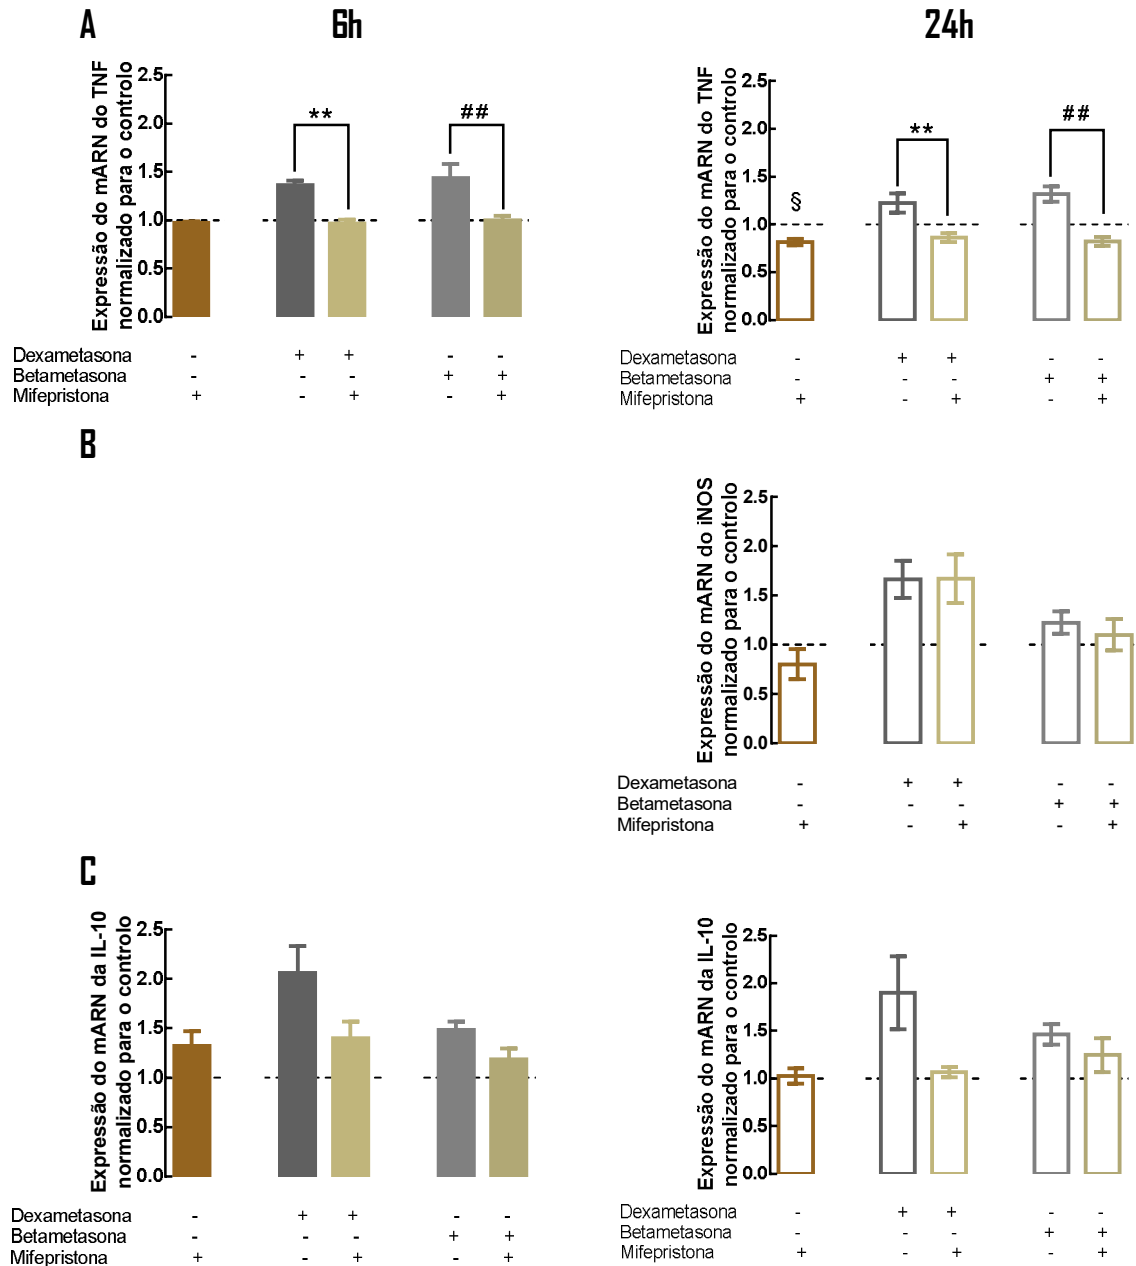 A
6h
24h
Expressão do mARN do TNF
normalizado para o controlo
2.5
2.0
1.5
1.0
0.5
0.0
**
##
Dexametasona - + + - -
Betametasona - - - + +
Mifepristona + - + - +
Expressão do mARN do TNF
normalizado para o controlo
2.5
2.0
1.5
1.0
0.5
0.0
§
**
##
Dexametasona - + + - -
Betametasona - - - + +
Mifepristona + - + - +
B
Expressão do mARN do iNOS
normalizado para o controlo
2.5
2.0
1.5
1.0
0.5
0.0
Dexametasona - + + - -
Betametasona - - - + +
Mifepristona + - + - +
C
Expressão do mARN da IL-10
normalizado para o controlo
2.5
2.0
1.5
1.0
0.5
0.0
Dexametasona - + + - -
Betametasona - - - + +
Mifepristona + - + - +
Expressão do mARN da IL-10
normalizado para o controlo
2.5
2.0
1.5
1.0
0.5
0.0
Dexametasona - + + - -
Betametasona - - - + +
Mifepristona + - + - +